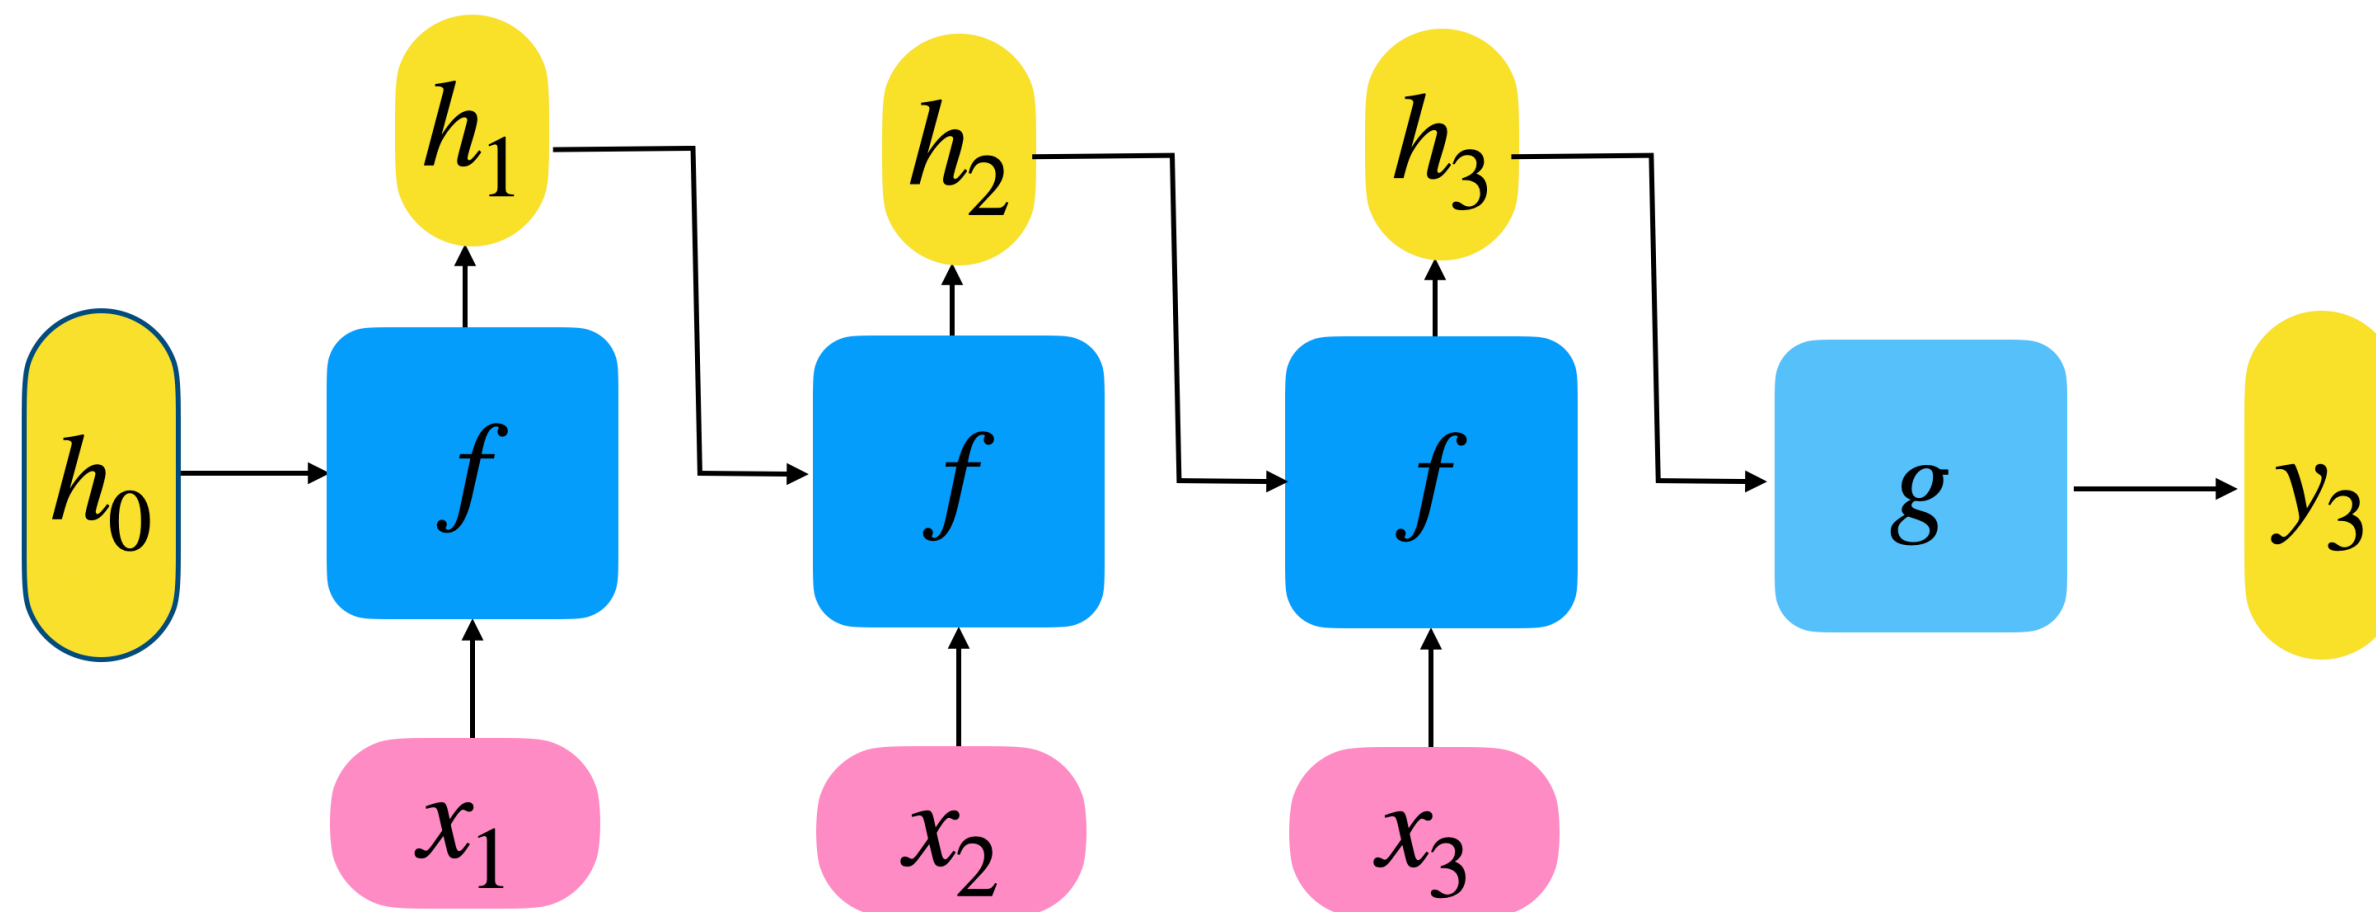 h₁ h₂ h₃
h₀ f f f g y₃
x₁ x₂ x₃